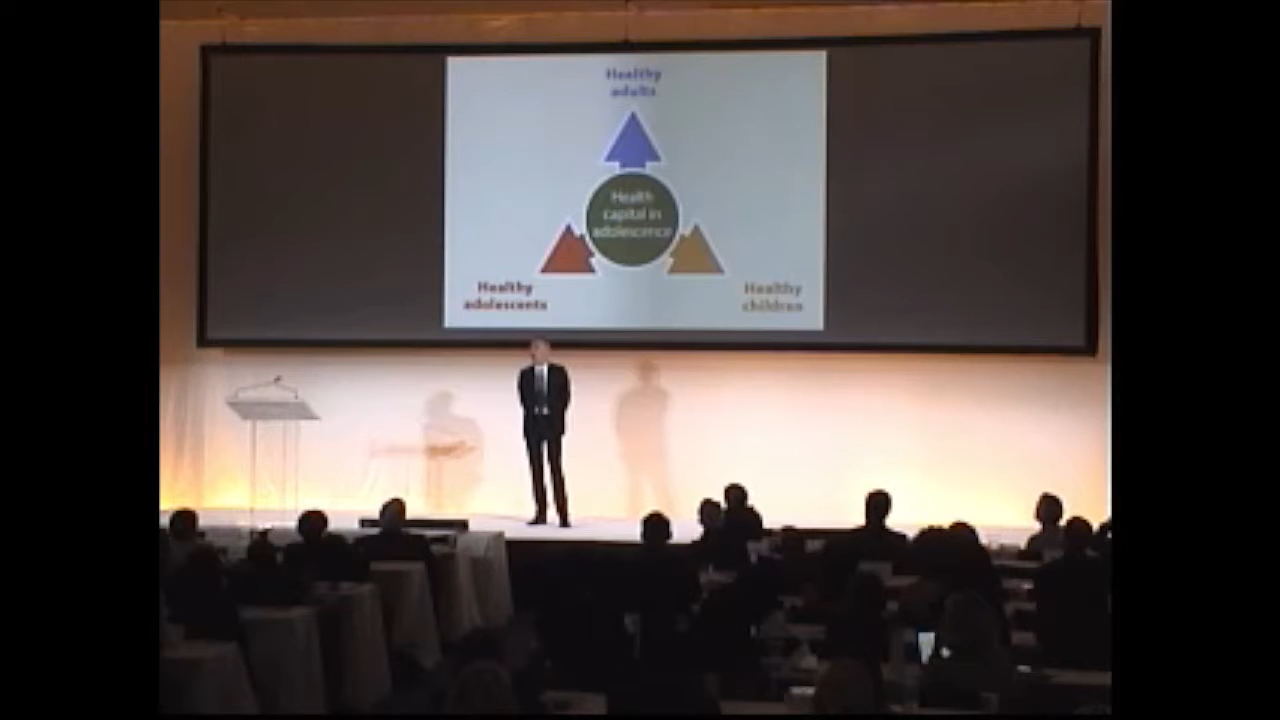 Healthy
adults
Health
capital in
adolescence
Healthy
adolescents
Healthy
children